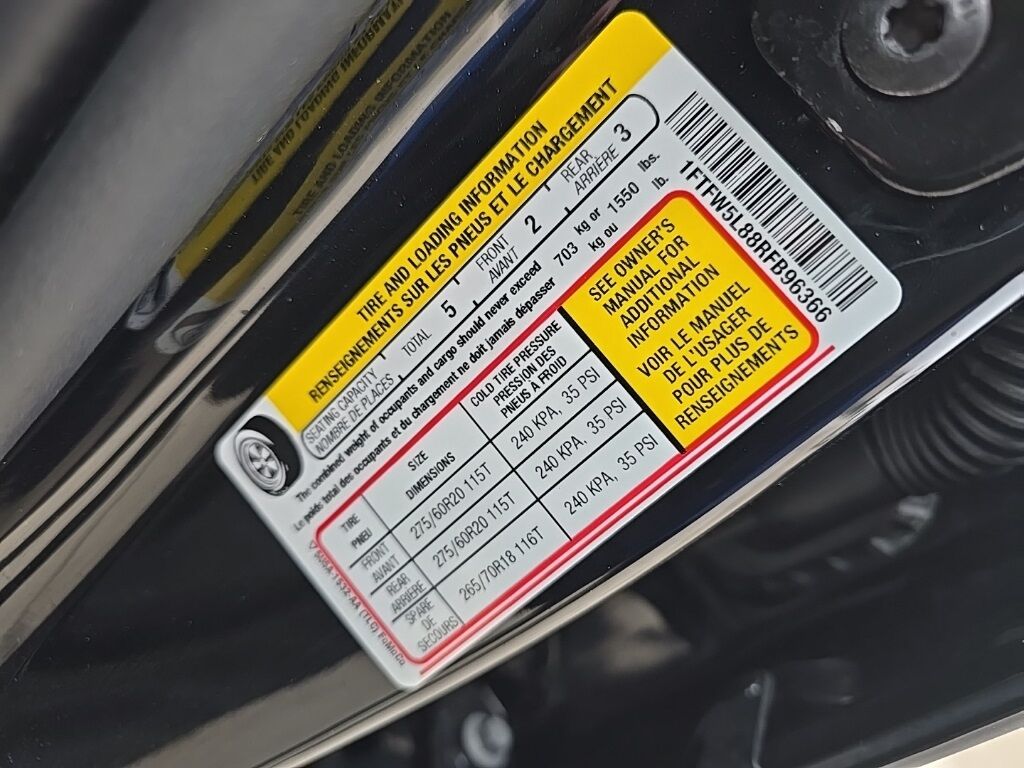 TIRE AND LOADING INFORMATION
RENSEIGNEMENTS SUR LES PNEUS ET LE CHARGEMENT
SEATING CAPACITY
NOMBRE DE PLACES
TOTAL 5
FRONT
AVANT 2
REAR
ARRIÈRE 3
The combined weight of occupants and cargo should never exceed 703 kg or 1550 lbs.
Le poids total des occupants et du chargement ne doit jamais dépasser kg ou lb.
TIRE
PNEU
SIZE
DIMENSIONS
COLD TIRE PRESSURE
PRESSION DES
PNEUS À FROID
FRONT
AVANT
275/60R20 115T
240 KPA, 35 PSI
REAR
ARRIÈRE
275/60R20 115T
240 KPA, 35 PSI
SPARE
DE
SECOURS
265/70R18 116T
240 KPA, 35 PSI
SEE OWNER'S
MANUAL FOR
ADDITIONAL
INFORMATION
VOIR LE MANUEL
DE L'USAGER
POUR PLUS DE
RENSEIGNEMENTS
1FTFW5L88RFB96366